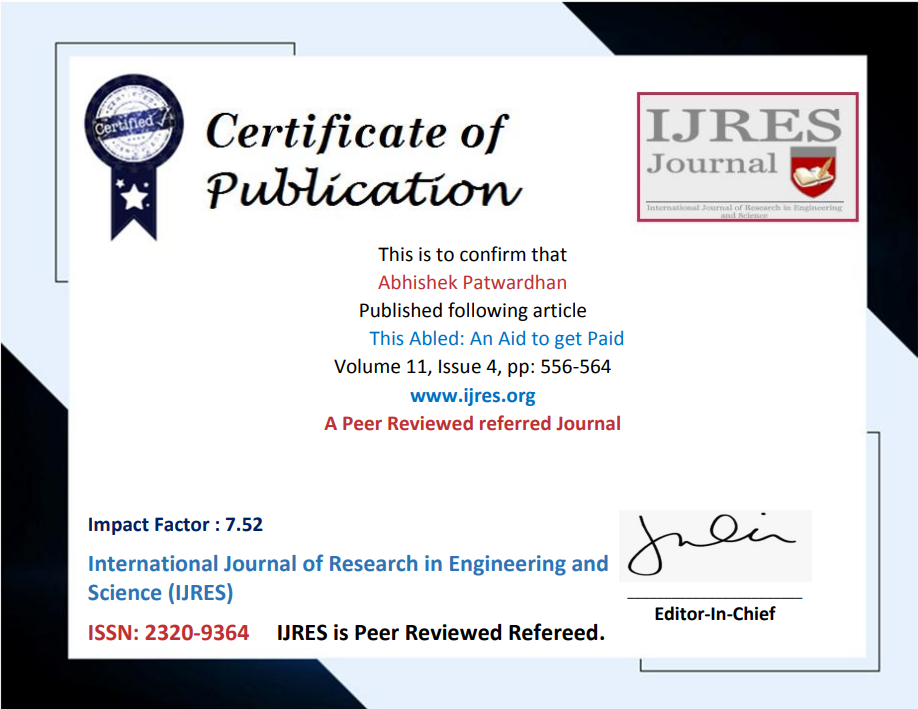 Certified ✓
Certificate of
Publication
IJRES
Journal
International Journal of Research in Engineering
and Science
This is to confirm that
Abhishek Patwardhan
Published following article
This Abled: An Aid to get Paid
Volume 11, Issue 4, pp: 556-564
www.ijres.org
A Peer Reviewed referred Journal
Impact Factor : 7.52
International Journal of Research in Engineering and
Science (IJRES)
ISSN: 2320-9364 IJRES is Peer Reviewed Refereed.
Editor-In-Chief